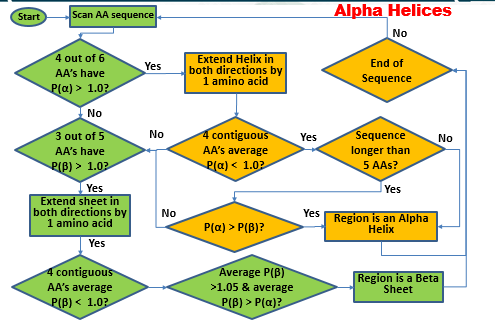 Alpha Helices
Start
Scan AA sequence
No
4 out of 6
AA's have
P(α) > 1.0?
Yes
Extend Helix in
both directions by
1 amino acid
End of
Sequence
No
3 out of 5
AA's have
P(β) > 1.0?
No
4 contiguous
AA's average
P(α) < 1.0?
Yes
Sequence
longer than
5 AAs?
No
Yes
Yes
Extend sheet in
both directions by
1 amino acid
No
P(α) > P(β)?
Yes
Region is an Alpha
Helix
Yes
4 contiguous
AA's average
P(β) < 1.0?
Average P(β)
>1.05 & average
P(β) > P(α)?
Region is a Beta
Sheet